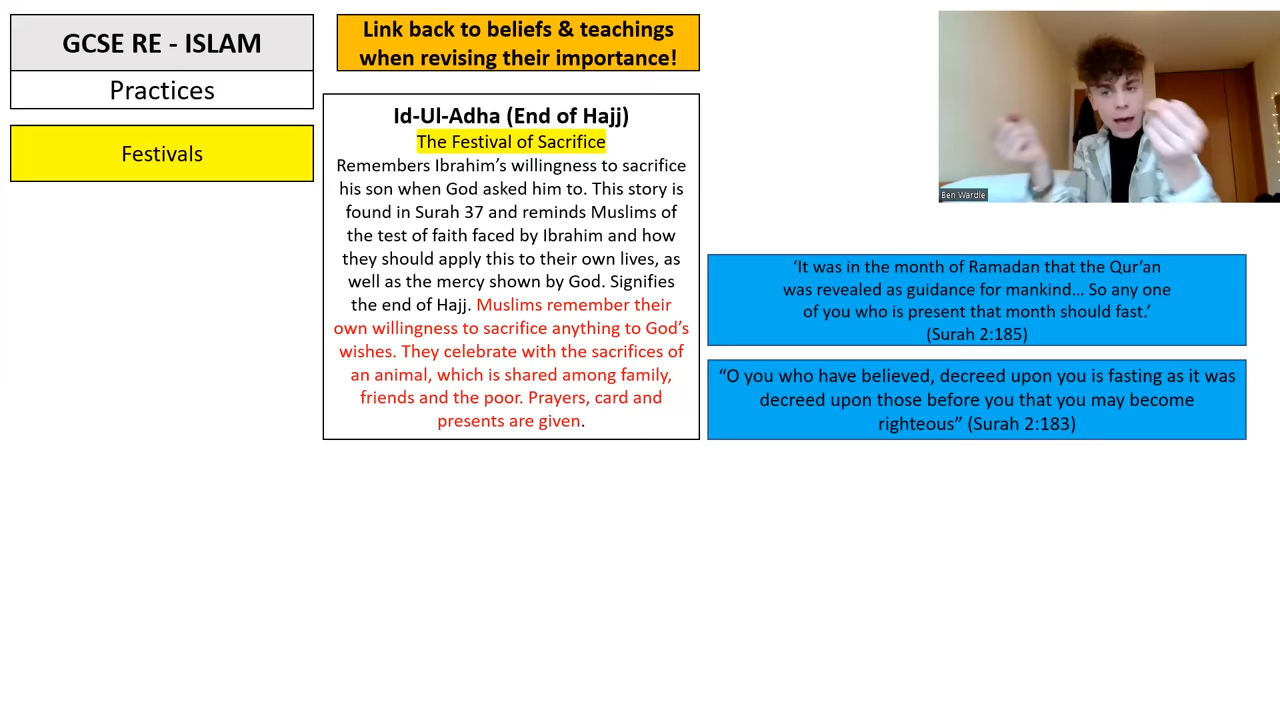 GCSE RE - ISLAM
Practices
Festivals
Link back to beliefs & teachings
when revising their importance!
Id-Ul-Adha (End of Hajj)
The Festival of Sacrifice
Remembers Ibrahim’s willingness to sacrifice
his son when God asked him to. This story is
found in Surah 37 and reminds Muslims of
the test of faith faced by Ibrahim and how
they should apply this to their own lives, as
well as the mercy shown by God. Signifies
the end of Hajj. Muslims remember their
own willingness to sacrifice anything to God’s
wishes. They celebrate with the sacrifices of
an animal, which is shared among family,
friends and the poor. Prayers, card and
presents are given.
Ben Wardle
‘It was in the month of Ramadan that the Qur’an
was revealed as guidance for mankind... So any one
of you who is present that month should fast.’
(Surah 2:185)
“O you who have believed, decreed upon you is fasting as it was
decreed upon those before you that you may become
righteous” (Surah 2:183)